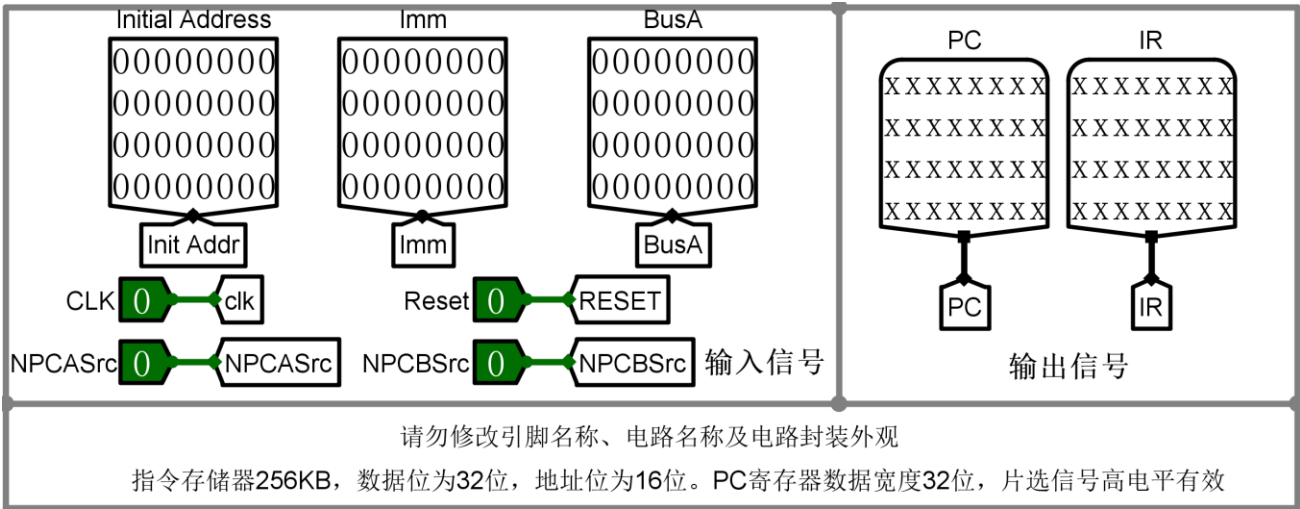 Initial Address Imm BusA
00000000 00000000 00000000
00000000 00000000 00000000
00000000 00000000 00000000
00000000 00000000 00000000
Init Addr Imm BusA
CLK 0 clk Reset 0 RESET
NPCASrc 0 NPCASrc NPCBSrc 0 NPCBSrc 输入信号
PC IR
XXXXXXXX XXXXXXXX
XXXXXXXX XXXXXXXX
XXXXXXXX XXXXXXXX
XXXXXXXX XXXXXXXX
PC IR
输出信号
请勿修改引脚名称、电路名称及电路封装外观
指令存储器256KB，数据位为32位，地址位为16位。PC寄存器数据宽度32位，片选信号高电平有效